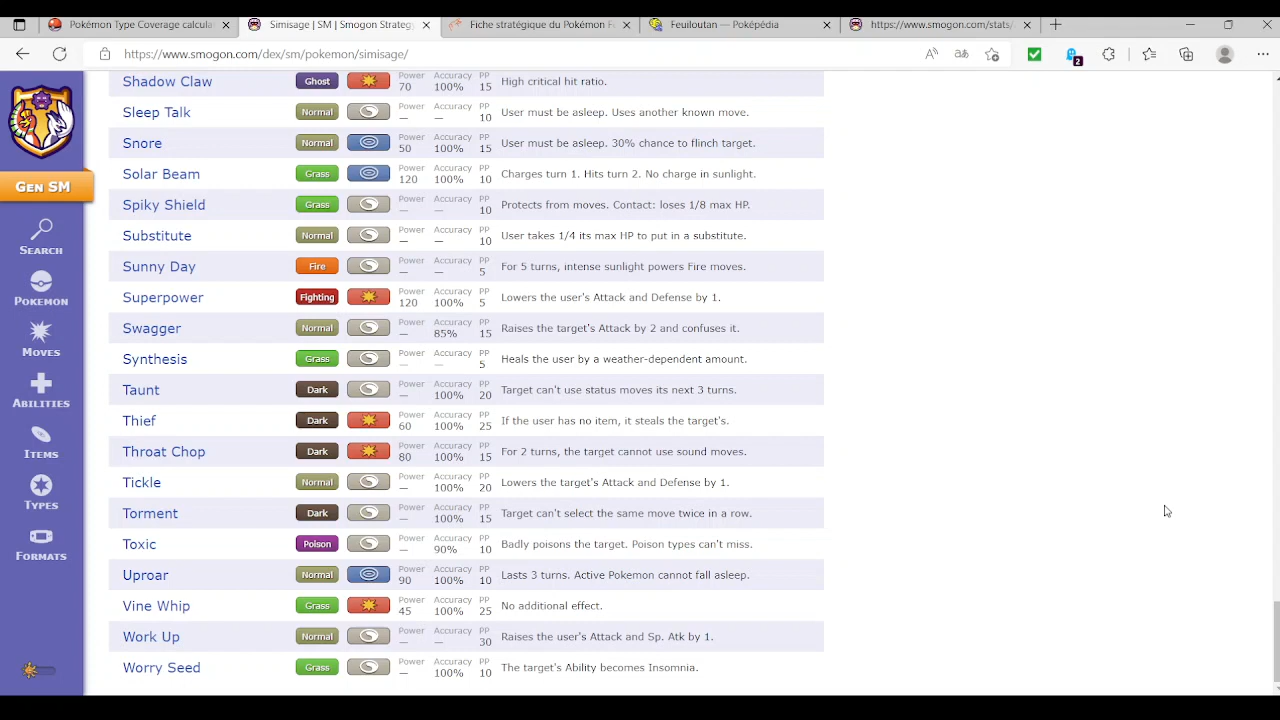 Pokémon Type Coverage calcula
Simisage | SM | Smogon Strateg
Fiche stratégique du Pokémon Fe
Feuiloutan — Poképédia
https://www.smogon.com/stats/
https://www.smogon.com/dex/sm/pokemon/simisage/
2
GEN SM
SEARCH
POKEMON
MOVES
ABILITIES
ITEMS
TYPES
FORMATS
Shadow Claw Ghost Power 70 Accuracy 100% PP 15 High critical hit ratio.
Sleep Talk Normal Power — Accuracy — PP 10 User must be asleep. Uses another known move.
Snore Normal Power 50 Accuracy 100% PP 15 User must be asleep. 30% chance to flinch target.
Solar Beam Grass Power 120 Accuracy 100% PP 10 Charges turn 1. Hits turn 2. No charge in sunlight.
Spiky Shield Grass Power — Accuracy — PP 10 Protects from moves. Contact: loses 1/8 max HP.
Substitute Normal Power — Accuracy — PP 10 User takes 1/4 its max HP to put in a substitute.
Sunny Day Fire Power — Accuracy — PP 5 For 5 turns, intense sunlight powers Fire moves.
Superpower Fighting Power 120 Accuracy 100% PP 5 Lowers the user's Attack and Defense by 1.
Swagger Normal Power — Accuracy 85% PP 15 Raises the target's Attack by 2 and confuses it.
Synthesis Grass Power — Accuracy — PP 5 Heals the user by a weather-dependent amount.
Taunt Dark Power — Accuracy 100% PP 20 Target can't use status moves its next 3 turns.
Thief Dark Power 60 Accuracy 100% PP 25 If the user has no item, it steals the target's.
Throat Chop Dark Power 80 Accuracy 100% PP 15 For 2 turns, the target cannot use sound moves.
Tickle Normal Power — Accuracy 100% PP 20 Lowers the target's Attack and Defense by 1.
Torment Dark Power — Accuracy 100% PP 15 Target can't select the same move twice in a row.
Toxic Poison Power — Accuracy 90% PP 10 Badly poisons the target. Poison types can't miss.
Uproar Normal Power 90 Accuracy 100% PP 10 Lasts 3 turns. Active Pokemon cannot fall asleep.
Vine Whip Grass Power 45 Accuracy 100% PP 25 No additional effect.
Work Up Normal Power — Accuracy — PP 30 Raises the user's Attack and Sp. Atk by 1.
Worry Seed Grass Power — Accuracy 100% PP 10 The target's Ability becomes Insomnia.